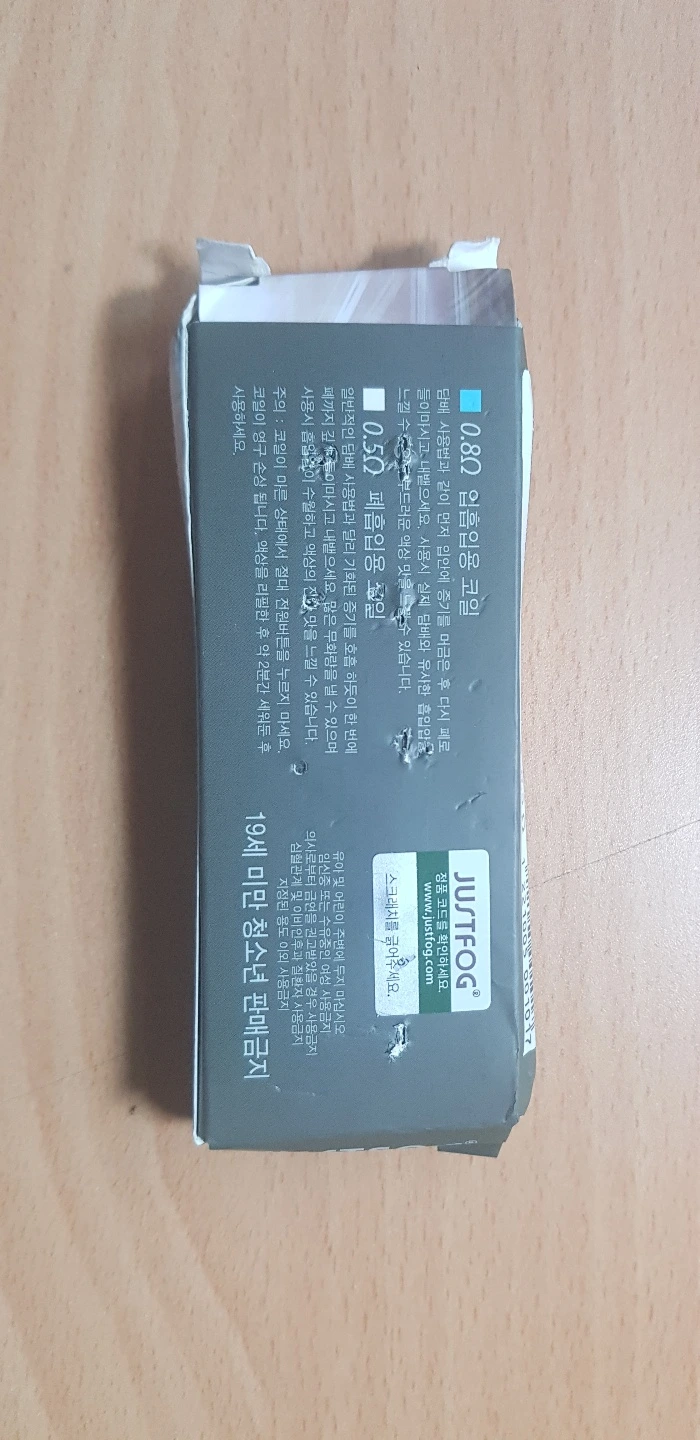 0.8Ω 입흡입용 코일
담배 사용법과 같이 먼저 입안에 증기를 머금은 후 다시 폐로
들이마시고 내뱉으세요. 사용시 실제 담배와 유사한 흡입압을
느낄 수 부드러운 액상 맛을 수 있습니다.
0.5Ω 폐흡입용 코일
일반적인 담배 사용법과 달리 기화된 증기를 호흡 하듯이 한 번에
폐까지 깊 들이마시고 내뱉으세요. 많은 무화량을 낼 수 있으며
사용시 흡입 수월하고 액상의 맛을 느낄 수 있습니다.
주의 : 코일이 마른 상태에서 절대 전원버튼을 누르지 마세요.
코일이 영구 손상 됩니다. 액상을 리필한 후 약 2분간 세워둔 후
사용하세요.
JUSTFOG®
정품 코드를 확인하세요.
www.justfog.com
스크래치를 긁어주세요.
유아 및 어린이 주변에 두지 마십시오
임신중 또는 수유중인 여성 사용금지
의사로부터 금연을 권고받았을 경우 사용금지
심혈관계 및 이비인후과 질환자 사용금지
지정된 용도 이외 사용금지
19세 미만 청소년 판매금지